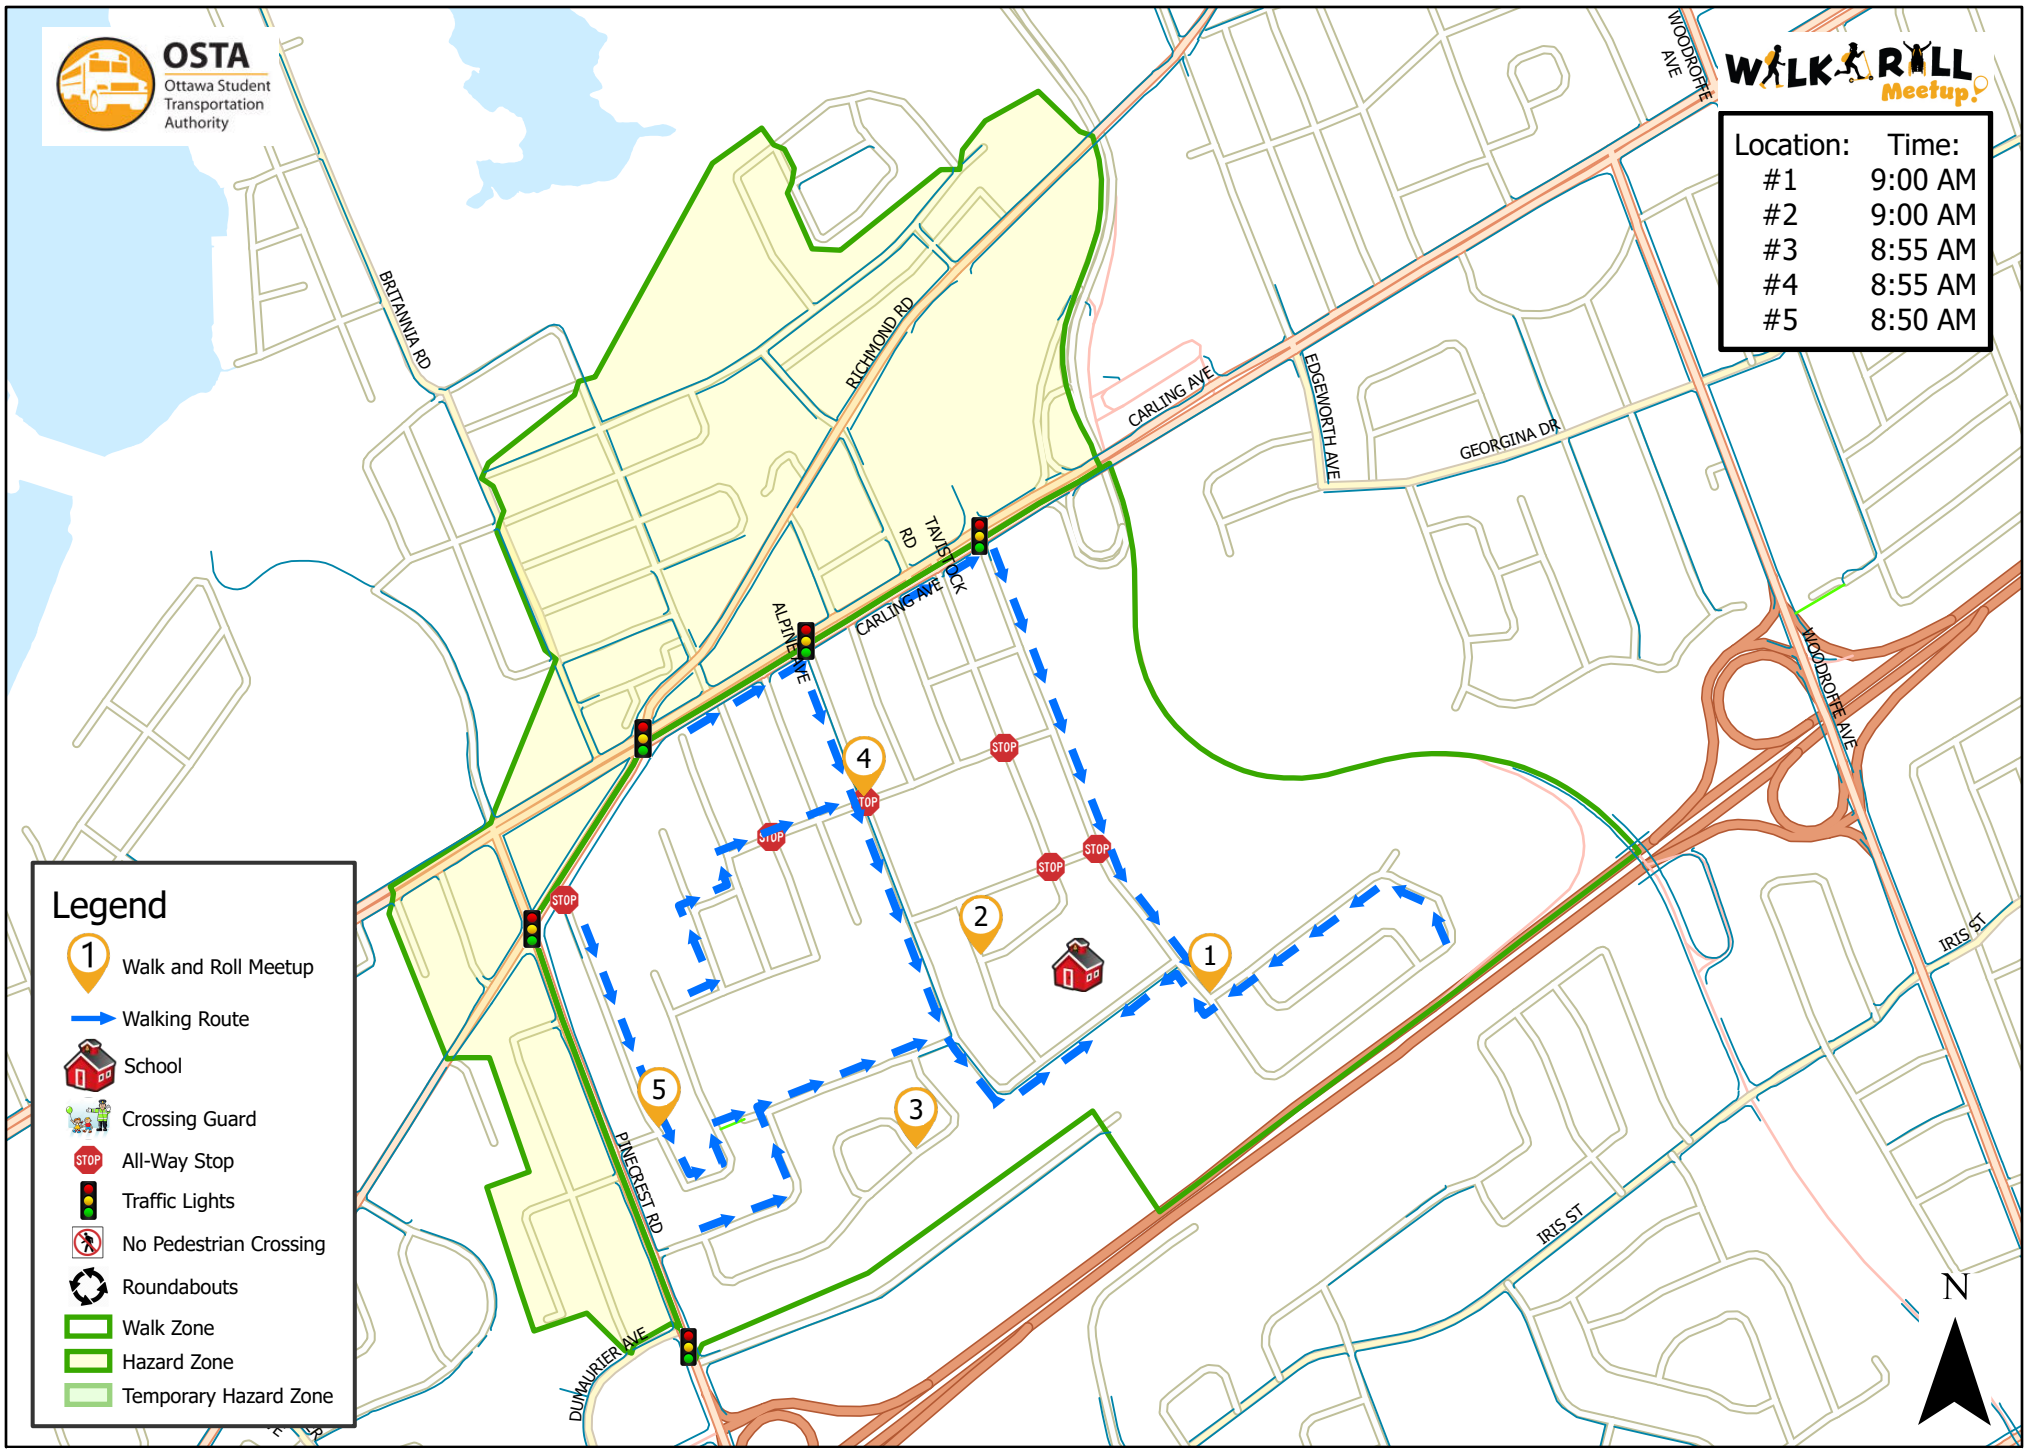 OSTA
Ottawa Student
Transportation
Authority
WALK & ROLL
Meetup!
Location: Time:
#1 9:00 AM
#2 9:00 AM
#3 8:55 AM
#4 8:55 AM
#5 8:50 AM
WOODROFFE
AVE
BRITANNIA RD
RICHMOND RD
CARLING AVE
EDGEWORTH AVE
GEORGINA DR
TAVISTOCK
RD
CARLING AVE
ALPINE AVE
WOODROFFE AVE
STOP
4
STOP
STOP
STOP
STOP
STOP
2
1
IRIS ST
5
3
PINECREST RD
IRIS ST
DUMAURIER AVE
N
Legend
1 Walk and Roll Meetup
Walking Route
School
Crossing Guard
STOP All-Way Stop
Traffic Lights
No Pedestrian Crossing
Roundabouts
Walk Zone
Hazard Zone
Temporary Hazard Zone